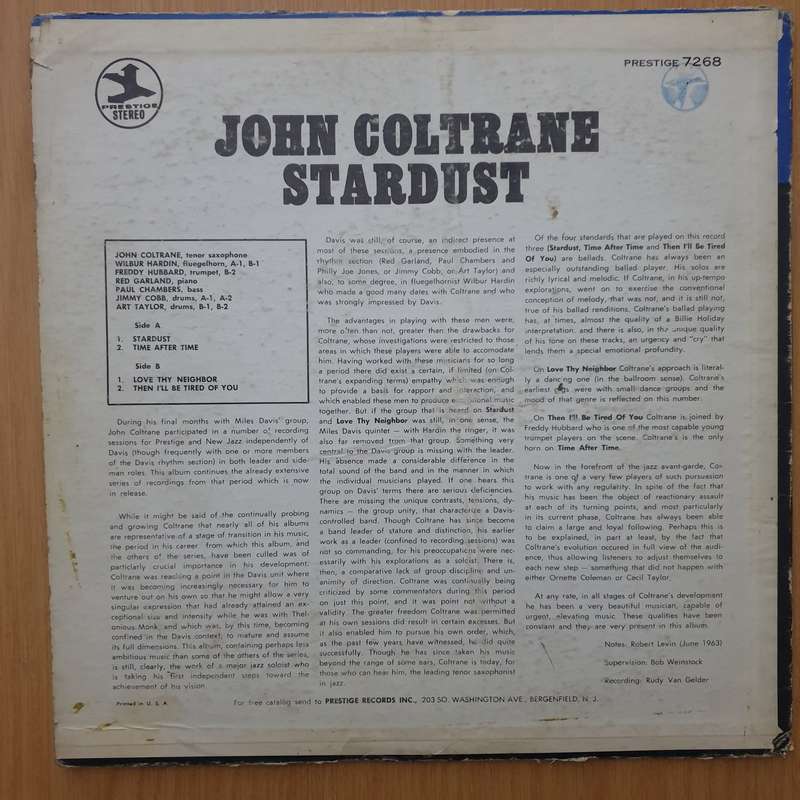 PRESTIGE
STEREO
PRESTIGE 7268
JOHN COLTRANE
STARDUST
JOHN COLTRANE, tenor saxophone
WILBUR HARDIN, fluegelhorn, A-1, B-1
FREDDY HUBBARD, trumpet, B-2
RED GARLAND, piano
PAUL CHAMBERS, bass
JIMMY COBB, drums, A-1, A-2
ART TAYLOR, drums, B-1, B-2
Side A
1. STARDUST
2. TIME AFTER TIME
Side B
1. LOVE THY NEIGHBOR
2. THEN I'LL BE TIRED OF YOU
During his final months with Miles Davis' group,
John Coltrane participated in a number of recording
sessions for Prestige and New Jazz independently of
Davis (though frequently with one or more members
of the Davis rhythm section) in both leader and side-
man roles. This album continues the already extensive
series of recordings from that period which is now
in release.
While it might be said of the continually probing
and growing Coltrane that nearly all of his albums
are representative of a stage of transition in his music,
the period in his career from which this album, and
the others of the series, have been culled was of
particlarly crucial importance in his development.
Coltrane was reaching a point in the Davis unit where
it was becoming increasingly necessary for him to
venture out on his own so that he might allow a very
singular expression that had already attained an ex-
ceptional size and intensity while he was with Thel-
onious Monk, and which was, by this time, becoming
confined in the Davis context, to mature and assume
its full dimensions. This album, containing perhaps less
ambitious music than some of the others of the series,
is still, clearly, the work of a major jazz soloist who
is taking his first independent steps toward the
achievement of his vision.
Davis was still, of course, an indirect presence at
most of these sessions, a presence embodied in the
rhythm section (Red Garland, Paul Chambers and
Philly Joe Jones, or Jimmy Cobb, or Art Taylor) and
also, to some degree, in fluegelhornist Wilbur Hardin
who made a good many dates with Coltrane and who
was strongly impressed by Davis.
The advantages in playing with these men were,
more often than not, greater than the drawbacks for
Coltrane, whose investigations were restricted to those
areas in which these players were able to accomodate
him. Having worked with these musicians for so long
a period there did exist a certain, if limited (on Col-
trane's expanding terms) empathy which was enough
to provide a basis for rapport and interaction, and
which enabled these men to produce exceptional music
together. But if the group that is heard on Stardust
and Love Thy Neighbor was still, in one sense, the
Miles Davis quintet — with Hardin the ringer, it was
also far removed from that group. Something very
central to the Davis group is missing with the leader.
His absence made a considerable difference in the
total sound of the band and in the manner in which
the individual musicians played. If one hears this
group on Davis' terms there are serious deficiencies.
There are missing the unique contrasts, tensions, dy-
namics — the group unity, that characterize a Davis-
controlled band. Though Coltrane has since become
a band leader of stature and distinction, his earlier
work as a leader (confined to recording sessions) was
not so commanding, for his preoccupations were nec-
essarily with his explorations as a soloist. There is,
then, a comparative lack of group discipline and un-
animity of direction. Coltrane was continually being
criticized by some commentators during this period
on just this point, and it was point not without a
validity. The greater freedom Coltrane was permitted
at his own sessions did result in certain excesses. But
it also enabled him to pursue his own order, which,
as the past few years have witnessed, he did quite
successfully. Though he has since taken his music
beyond the range of some ears, Coltrane is today, for
those who can hear him, the leading tenor saxophonist
in jazz.
Of the four stendards that are played on this record
three (Stardust, Time After Time and Then I'll Be Tired
Of You) are ballads. Coltrane has always been an
especially outstanding ballad player. His solos are
richly lyrical and melodic. If Coltrane, in his up-tempo
explorations, went on to exercise the conventional
conception of melody, that was not, and it is still not,
true of his ballad renditions. Coltrane's ballad playing
has, at times, almost the quality of a Billie Holiday
interpretation. and there is also, in the unique quality
of his tone on these tracks, an urgency and "cry" that
lends them a special emotional profundity.
On Love Thy Neighbor Coltrane's approach is literal-
ly a dancing one (in the ballroom sense). Coltrane's
earliest gigs were with small dance groups and the
mood of that genre is reflected on this number.
On Then I'll Be Tired Of You Coltrane is joined by
Freddy Hubbard who is one of the most capable young
trumpet players on the scene. Coltrane's is the only
horn on Time After Time.
Now in the forefront of the jazz avant-garde, Col-
trane is one of a very few players of such pursuasion
to work with any regularity. In spite of the fact that
his music has been the object of reactionary assault
at each of its turning points, and most particularly
in its current phase, Coltrane has always been able
to claim a large and loyal following. Perhaps this is
to be explained, in part at least, by the fact that
Coltrane's evolution occured in full view of the audi-
ence, thus allowing listeners to adjust themselves to
each new step — something that did not happen with
either Ornette Coleman or Cecil Taylor.
At any rate, in all stages of Coltrane's development
he has been a very beautiful musician, capable of
urgent, elevating music. These qualities have been
constant and they are very present in this album.
Notes: Robert Levin (June 1963)
Supervision: Bob Weinstock
Recording: Rudy Van Gelder
Printed in U. S. A.
For free catalog send to PRESTIGE RECORDS INC., 203 SO. WASHINGTON AVE., BERGENFIELD, N. J.